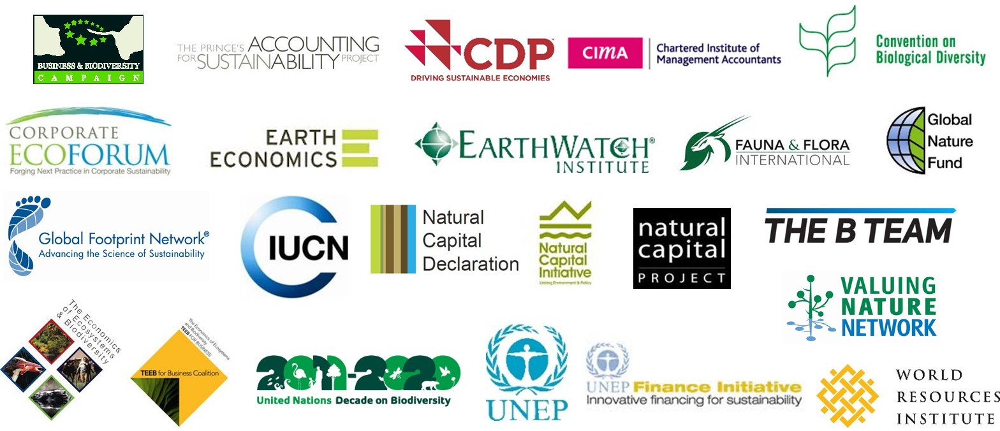 BUSINESS & BIODIVERSITY
CAMPAIGN
THE PRINCE'S ACCOUNTING
FOR SUSTAINABILITY PROJECT
CDP™
DRIVING SUSTAINABLE ECONOMIES
CIMA
Chartered Institute of
Management Accountants
Convention on
Biological Diversity
CORPORATE
ECOFORUM
Forging Next Practice in Corporate Sustainability
EARTH
ECONOMICS
EARTHWATCH®
INSTITUTE
FAUNA & FLORA
INTERNATIONAL
Global
Nature
Fund
Global Footprint Network®
Advancing the Science of Sustainability
IUCN
Natural
Capital
Declaration
Natural
Capital
Initiative
Linking Environment & Policy
natural
capital
PROJECT
THE B TEAM
VALUING
NATURE
NETWORK
The Economics
of Ecosystems
& Biodiversity
The Economics of Ecosystems
and Biodiversity
TEEB FOR BUSINESS
TEEB for Business Coalition
2011-2020
United Nations Decade on Biodiversity
UNEP
UNEP Finance Initiative
Innovative financing for sustainability
WORLD
RESOURCES
INSTITUTE